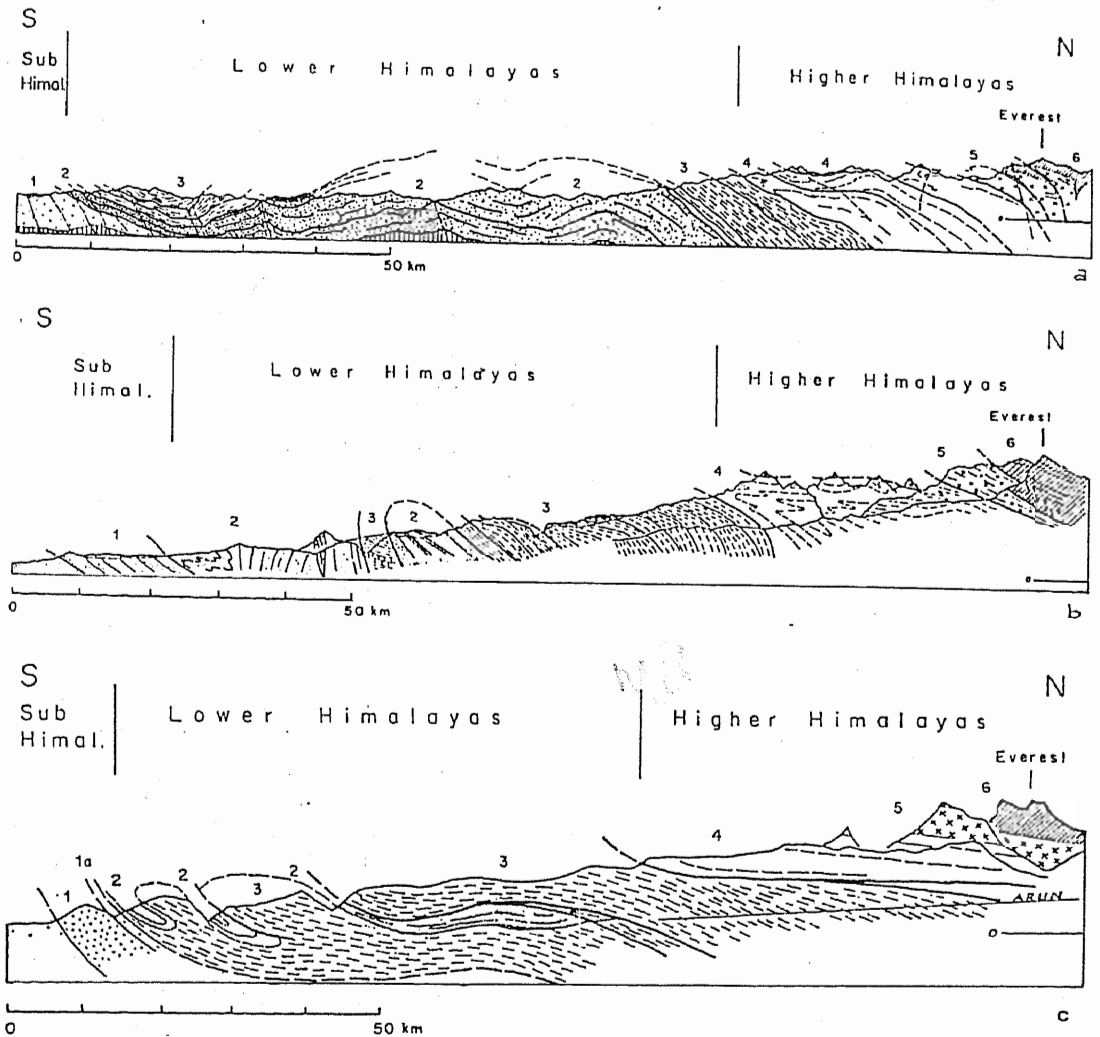 S
N
Sub
Himal
Lower Himalayas
Higher Himalayas
Everest
1 2 3 2 2 3 4 4 5 6
0 50 km
o
a
S
N
Sub
Himal.
Lower Himalayas
Higher Himalayas
Everest
1 2 3 2 3 4 5 6
0 50 km
o
b
S
N
Sub
Himal.
Lower Himalayas
Higher Himalayas
Everest
1 1a 2 2 3 2 3 4 5 6
ARUN
o
0 50 km
c